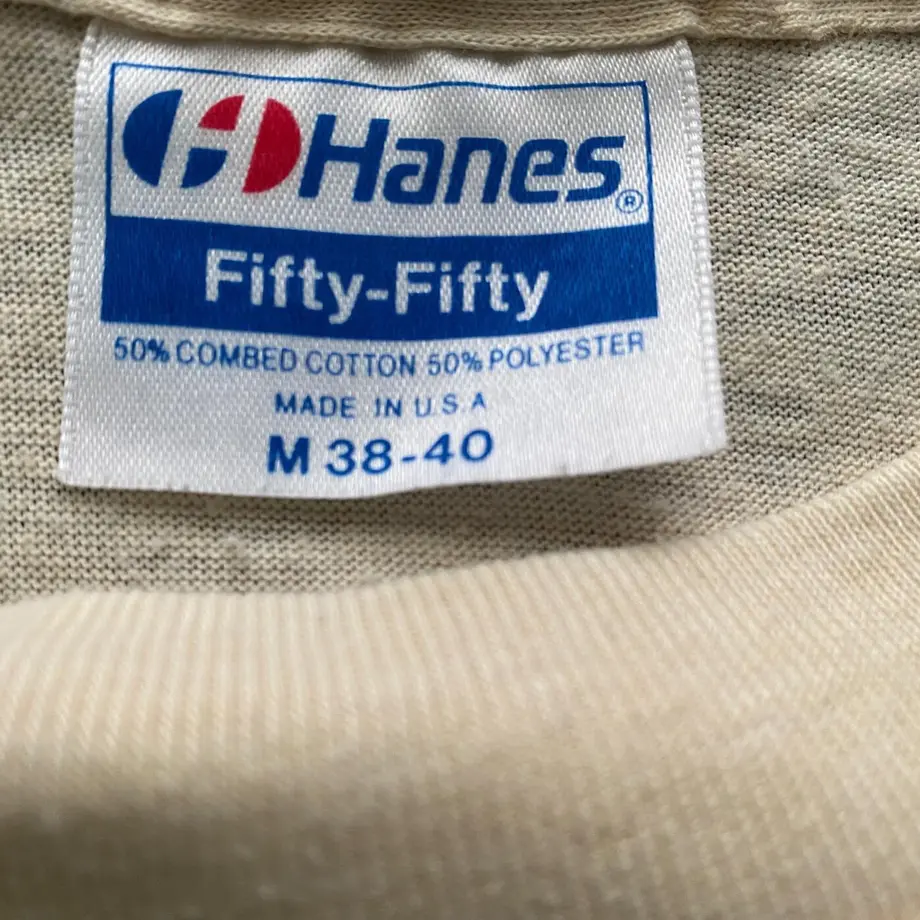 Hanes®
Fifty-Fifty
50% COMBED COTTON 50% POLYESTER
MADE IN U.S.A
M 38-40